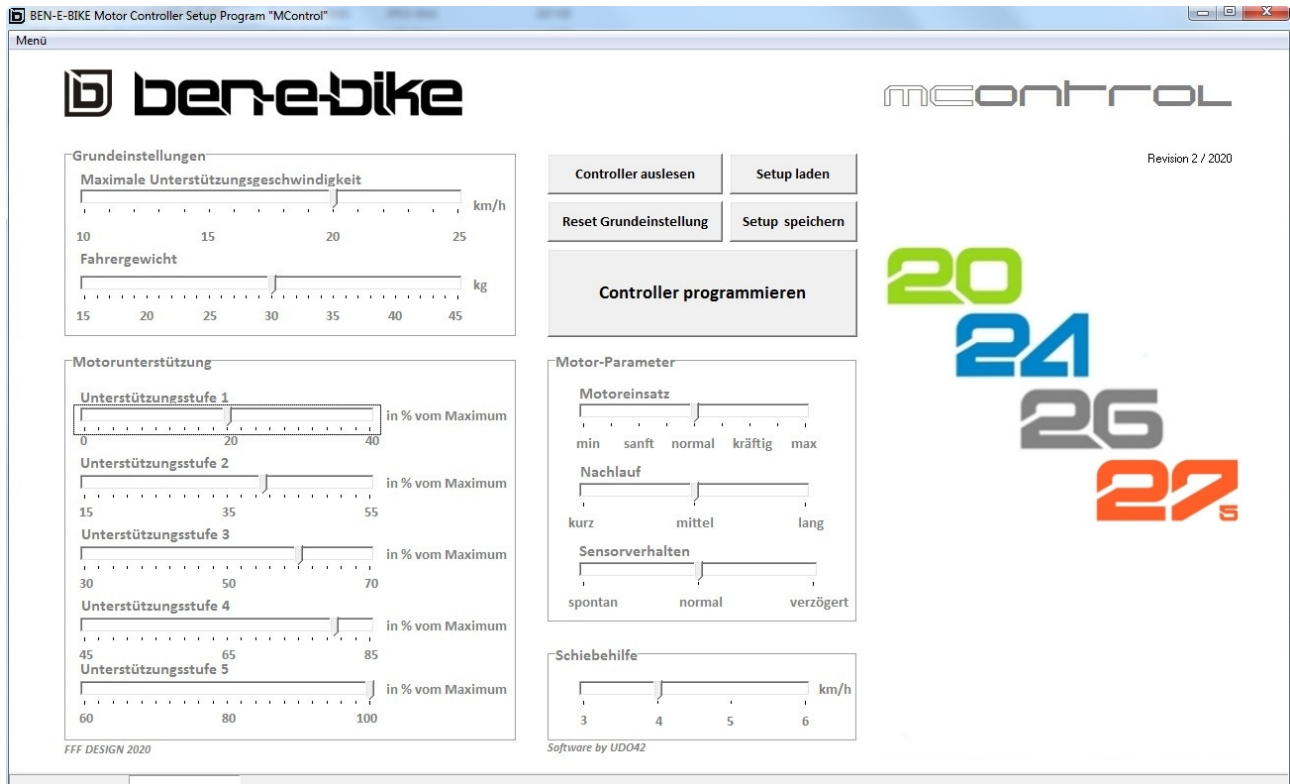 BEN-E-BIKE Motor Controller Setup Program "MControl"
Menü
ben-e-bike
mcontrol
Revision 2 / 2020
Grundeinstellungen
Maximale Unterstützungsgeschwindigkeit
km/h
10 15 20 25
Fahrergewicht
kg
15 20 25 30 35 40 45
Controller auslesen
Setup laden
Reset Grundeinstellung
Setup speichern
Controller programmieren
20
24
26
27.5
Motorunterstützung
Unterstützungsstufe 1
in % vom Maximum
0 20 40
Unterstützungsstufe 2
in % vom Maximum
15 35 55
Unterstützungsstufe 3
in % vom Maximum
30 50 70
Unterstützungsstufe 4
in % vom Maximum
45 65 85
Unterstützungsstufe 5
in % vom Maximum
60 80 100
Motor-Parameter
Motoreinsatz
min sanft normal kräftig max
Nachlauf
kurz mittel lang
Sensorverhalten
spontan normal verzögert
Schiebehilfe
km/h
3 4 5 6
FFF DESIGN 2020
Software by UDO42